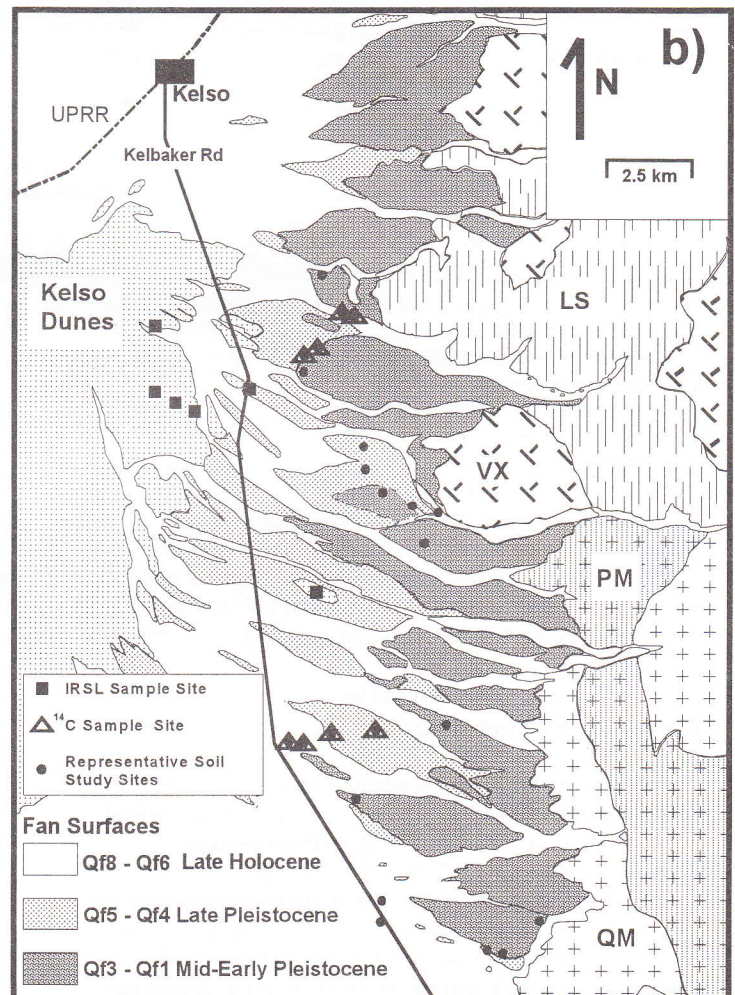 b)
N
2.5 km
Kelso
UPRR
Kelbaker Rd
Kelso
Dunes
LS
VX
PM
QM
IRSL Sample Site
14C Sample Site
Representative Soil
Study Sites
Fan Surfaces
Qf8 - Qf6 Late Holocene
Qf5 - Qf4 Late Pleistocene
Qf3 - Qf1 Mid-Early Pleistocene